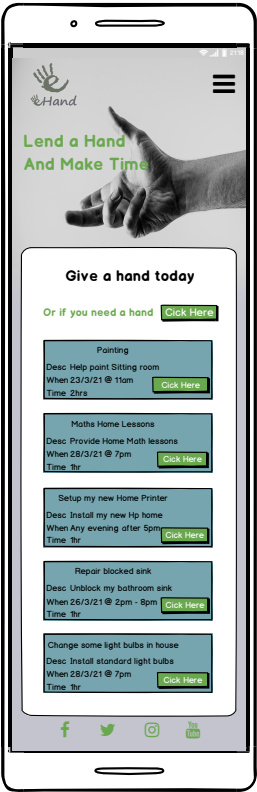 21:10
eHand
Lend a Hand
And Make Time
Give a hand today
Or if you need a hand Cick Here
Painting
Desc Help paint Sitting room
When 23/3/21 @ 11am
Cick Here
Time 2hrs
Maths Home Lessons
Desc Provide Home Math lessons
When 28/3/21 @ 7pm
Cick Here
Time 1hr
Setup my new Home Printer
Desc Install my new Hp home
When Any evening after 5pm
Cick Here
Time 1hr
Repair blocked sink
Desc Unblock my bathroom sink
When 26/3/21 @ 2pm - 8pm
Cick Here
Time 1hr
Change some light bulbs in house
Desc Install standard light bulbs
When 28/3/21 @ 7pm
Cick Here
Time 1hr
You
Tube